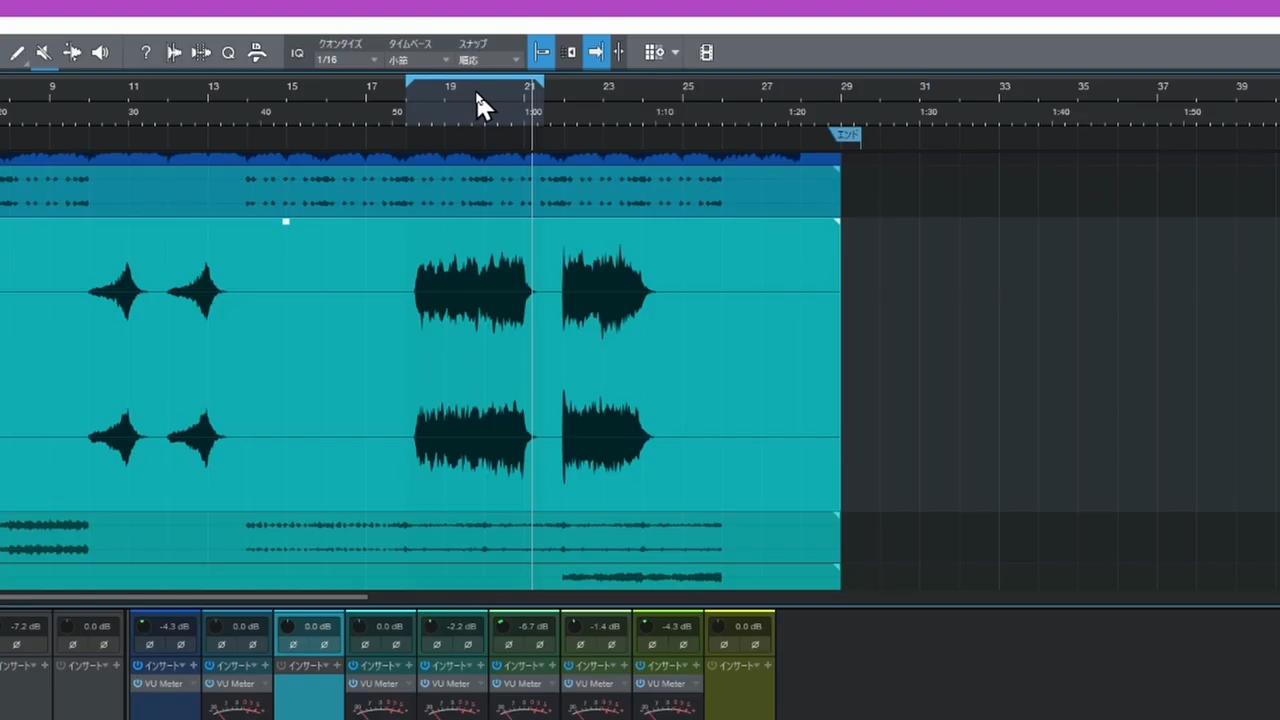 ? Q IQ クオンタイズ タイムベース スナップ
1/16 小節 順応
9 11 13 15 17 19 21 23 25 27 29 31 33 35 37 39
20 30 40 50 1:00 1:10 1:20 1:30 1:40 1:50
エンド
-7.2 dB 0.0 dB -4.3 dB 0.0 dB 0.0 dB 0.0 dB -2.2 dB -6.7 dB -1.4 dB -4.3 dB 0.0 dB
インサート インサート インサート インサート インサート インサート インサート インサート インサート インサート
VU Meter VU Meter VU Meter VU Meter VU Meter VU Meter VU Meter